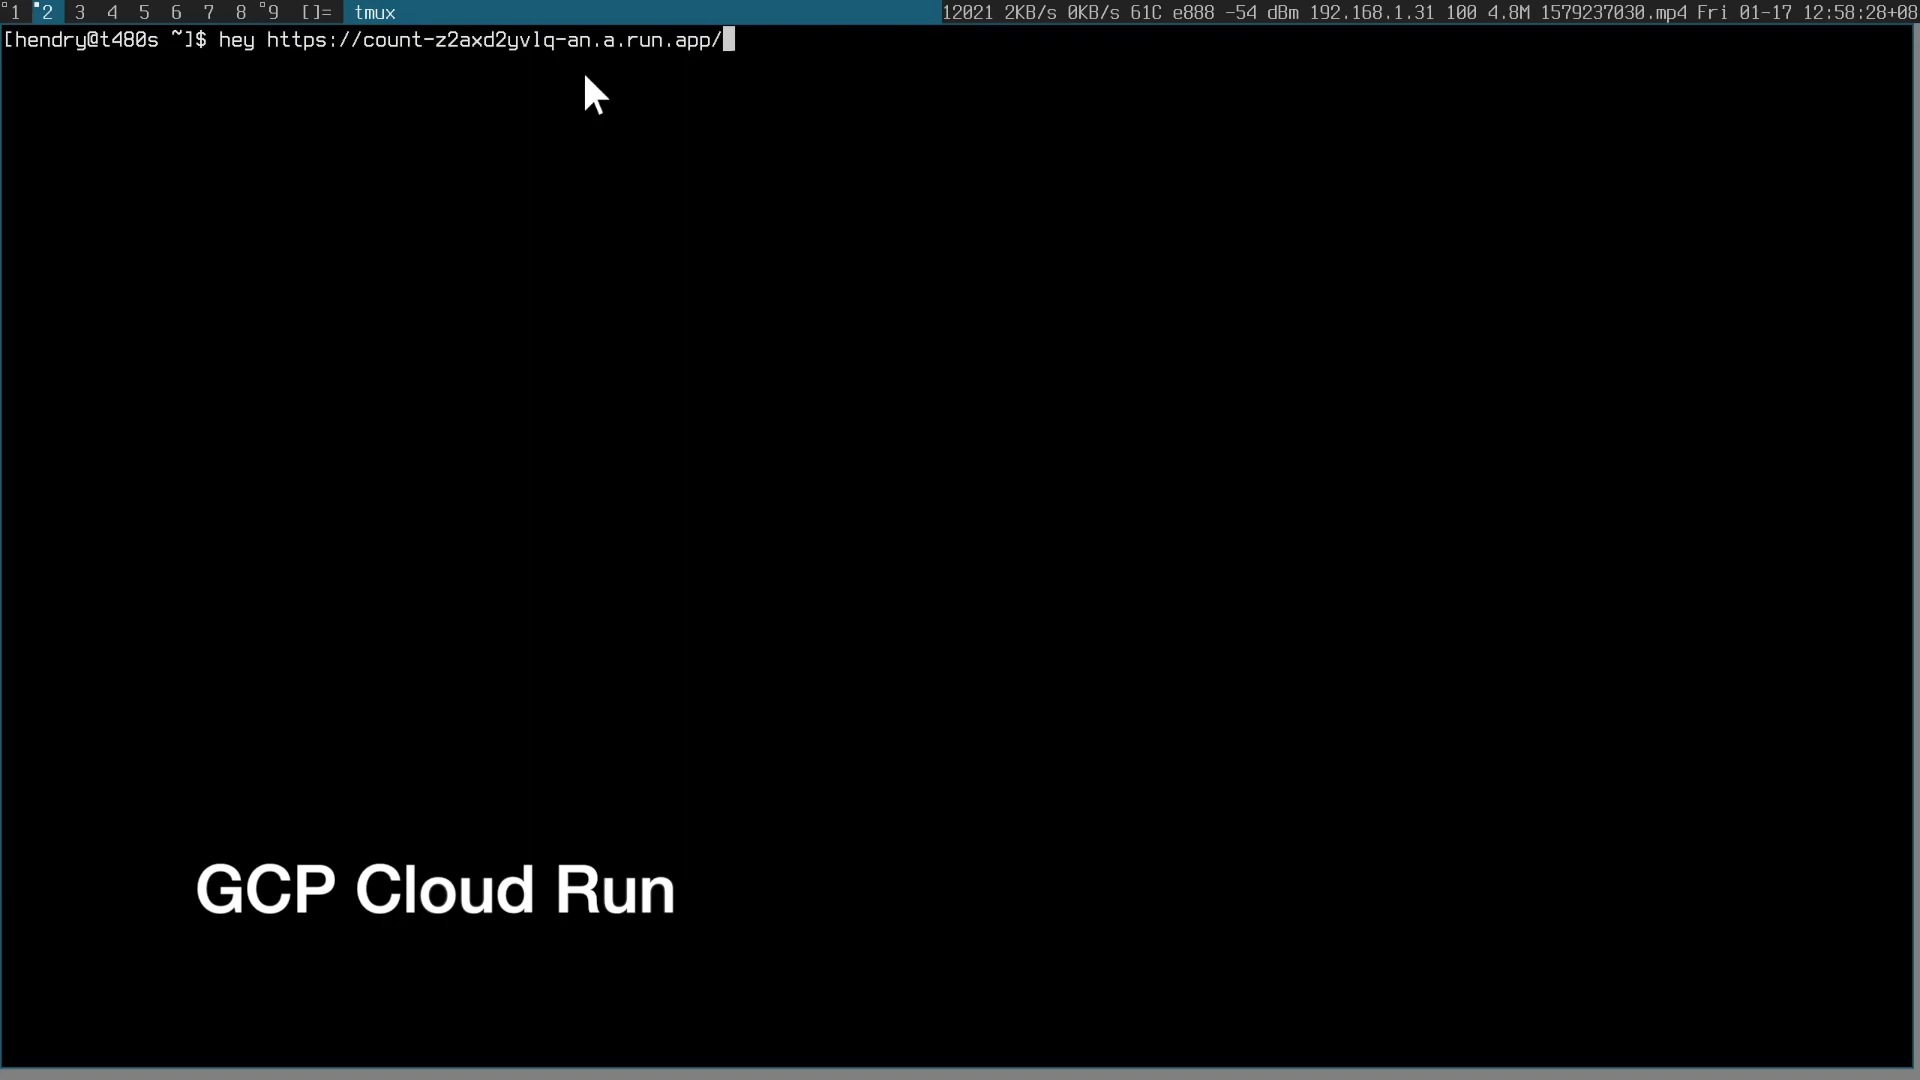 1 2 3 4 5 6 7 8 9 []= tmux 12021 2KB/s 0KB/s 61C e888 -54 dBm 192.168.1.31 100 4.8M 1579237030.mp4 Fri 01-17 12:58:28+08
[hendry@t480s ~]$ hey https://count-z2axd2yvlq-an.a.run.app/
GCP Cloud Run